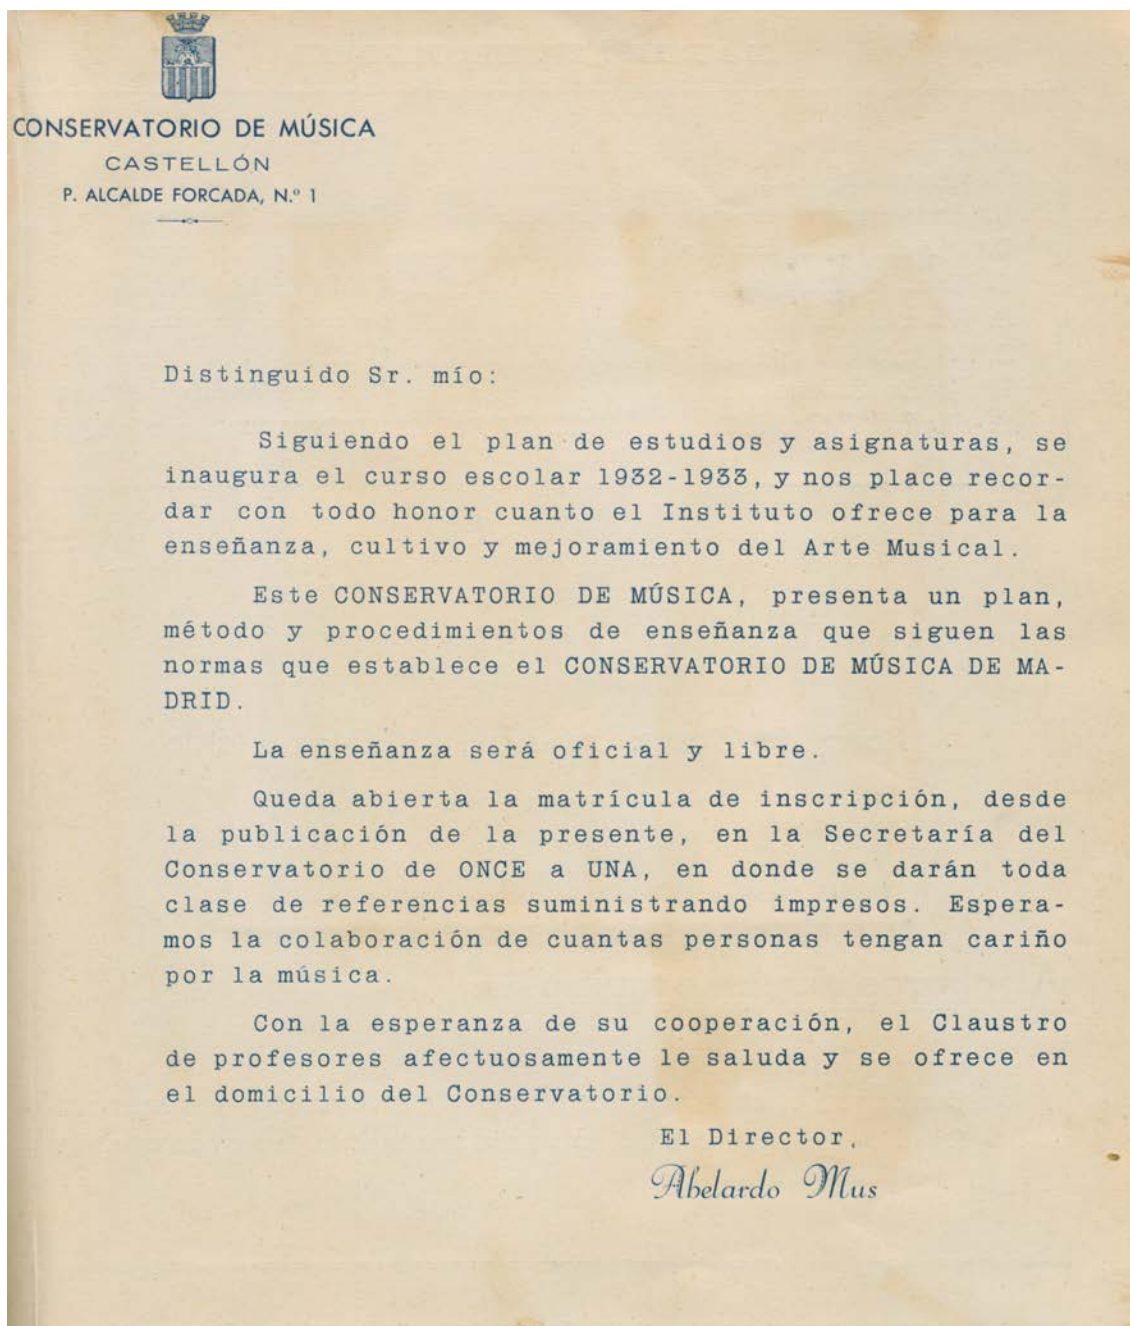 CONSERVATORIO DE MÚSICA
CASTELLÓN
P. ALCALDE FORCADA, N.º 1
Distinguido Sr. mío:
Siguiendo el plan de estudios y asignaturas, se
inaugura el curso escolar 1932-1933, y nos place recor-
dar con todo honor cuanto el Instituto ofrece para la
enseñanza, cultivo y mejoramiento del Arte Musical.
Este CONSERVATORIO DE MÚSICA, presenta un plan,
método y procedimientos de enseñanza que siguen las
normas que establece el CONSERVATORIO DE MÚSICA DE MA-
DRID.
La enseñanza será oficial y libre.
Queda abierta la matrícula de inscripción, desde
la publicación de la presente, en la Secretaría del
Conservatorio de ONCE a UNA, en donde se darán toda
clase de referencias suministrando impresos. Espera-
mos la colaboración de cuantas personas tengan cariño
por la música.
Con la esperanza de su cooperación, el Claustro
de profesores afectuosamente le saluda y se ofrece en
el domicilio del Conservatorio.
El Director,
Abelardo Mus